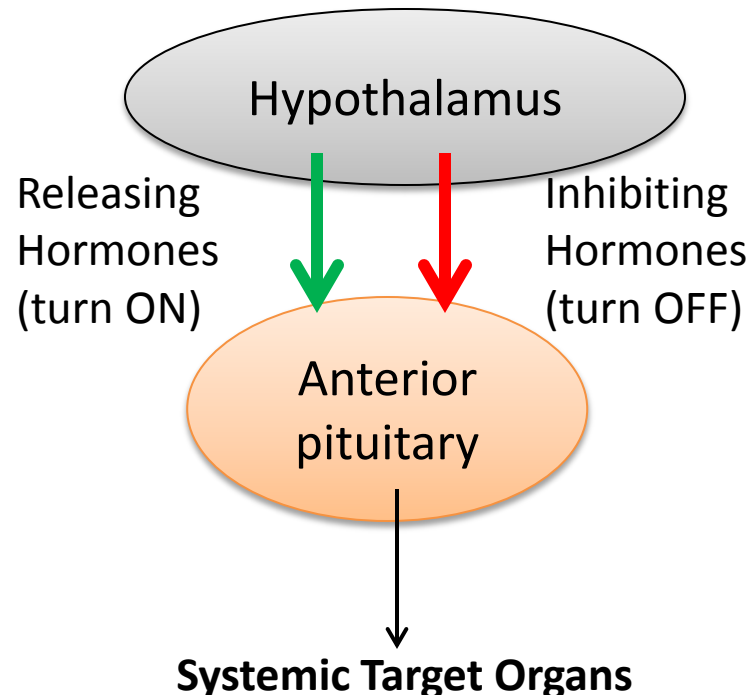 Hypothalamus
Releasing
Hormones
(turn ON)
Inhibiting
Hormones
(turn OFF)
Anterior
pituitary
Systemic Target Organs